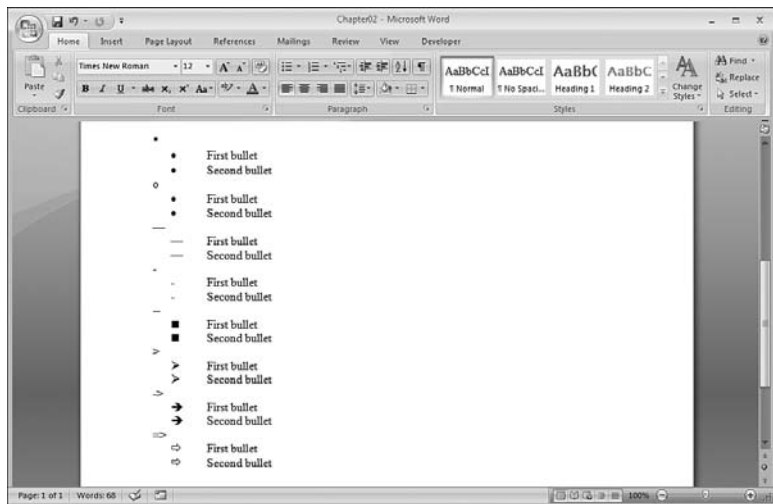 Chapter02 - Microsoft Word
Home Insert Page Layout References Mailings Review View Developer
Times New Roman 12
Paste
B I U abc X, X' Aa
AaBbCcI AaBbCcI AaBbC AaBbC
¶ Normal ¶ No Spaci... Heading 1 Heading 2 Change Styles
Find
Replace
Select
Clipboard Font Paragraph Styles Editing
*
• First bullet
• Second bullet
o
• First bullet
• Second bullet
—
— First bullet
— Second bullet
-
- First bullet
- Second bullet
–
■ First bullet
■ Second bullet
>
➢ First bullet
➢ Second bullet
->
➔ First bullet
➔ Second bullet
=>
⇨ First bullet
⇨ Second bullet
Page: 1 of 1 Words: 68 100%